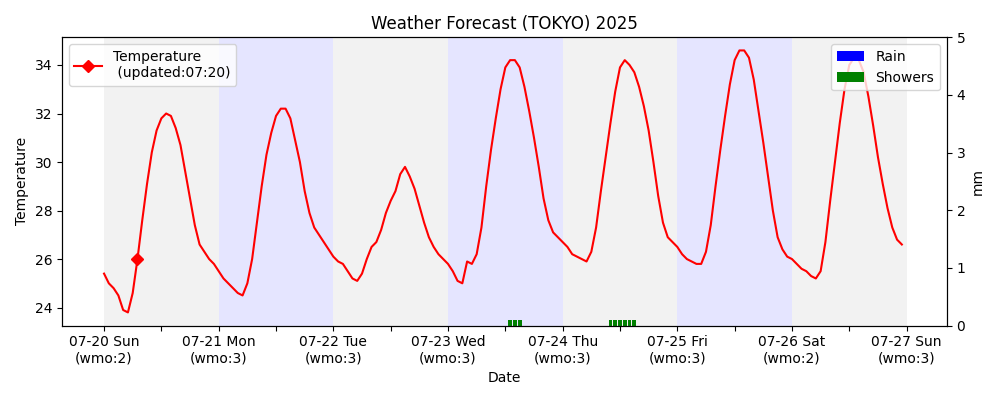 Weather Forecast (TOKYO) 2025
Temperature
(updated:07:20)
Rain
Showers
Temperature
34
32
30
28
26
24
5
4
3
2
1
0
mm
07-20 Sun 07-21 Mon 07-22 Tue 07-23 Wed 07-24 Thu 07-25 Fri 07-26 Sat 07-27 Sun
(wmo:2) (wmo:3) (wmo:3) (wmo:3) (wmo:3) (wmo:3) (wmo:2) (wmo:3)
Date